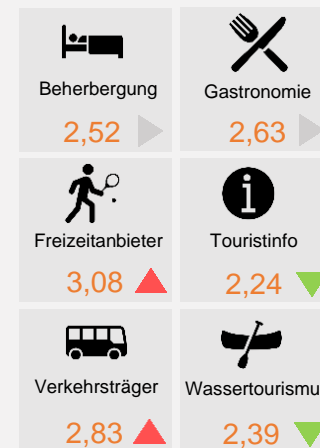 Beherbergung
2,52
Gastronomie
2,63
Freizeitanbieter
3,08
Touristinfo
2,24
Verkehrsträger
2,83
Wassertourismu
2,39